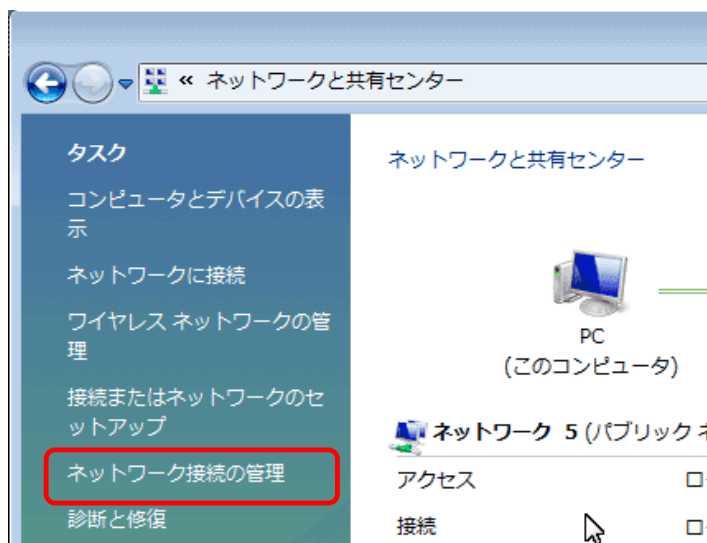 « ネットワークと共有センター
タスク
コンピュータとデバイスの表
示
ネットワークに接続
ワイヤレス ネットワークの管
理
接続またはネットワークのセ
ットアップ
ネットワーク接続の管理
診断と修復
ネットワークと共有センター
PC
(このコンピュータ)
ネットワーク 5 (パブリック ネ
アクセス
ロ
接続
ロ